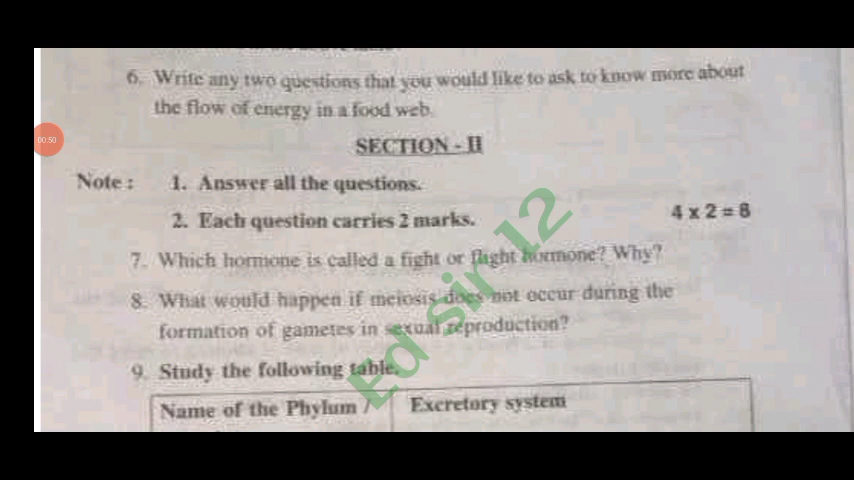 6. Write any two questions that you would like to ask to know more about
the flow of energy in a food web.
00:50
SECTION - II
Note : 1. Answer all the questions.
2. Each question carries 2 marks. 4 x 2 = 8
7. Which hormone is called a fight or flight hormone? Why?
8. What would happen if meiosis does not occur during the
formation of gametes in sexual reproduction?
9. Study the following table.
Name of the Phylum / Excretory system
Ed sir 12